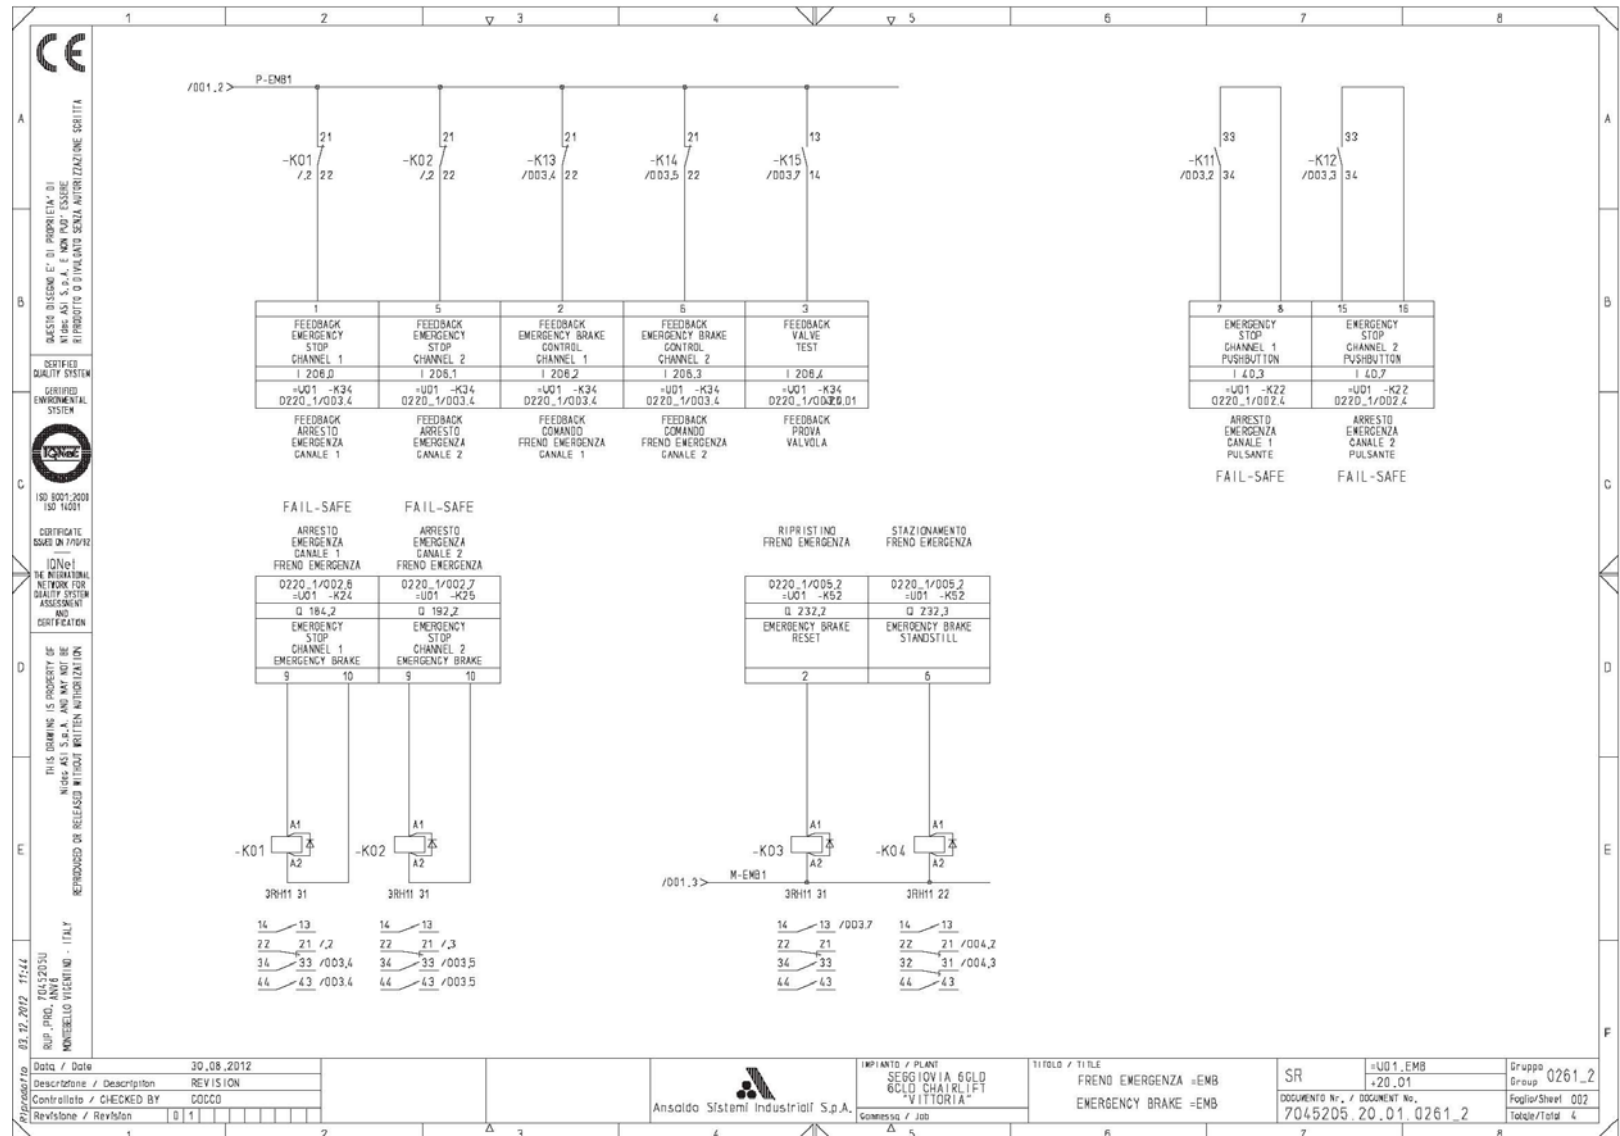 1 2 3 4 5 6 7 8
CE
QUESTO DISEGNO E' DI PROPRIETA' DI
Nidec ASI S.p.A. E NON PUO' ESSERE
RIPRODOTTO O DIVULGATO SENZA AUTORIZZAZIONE SCRITTA
CERTIFIED
QUALITY SYSTEM
CERTIFIED
ENVIRONMENTAL
SYSTEM
IQNet
ISO 9001:2008
ISO 14001
CERTIFICATE
ISSUED ON 7/10/12
IQNet
THE INTERNATIONAL
NETWORK FOR
QUALITY SYSTEM
ASSESSMENT
AND
CERTIFICATION
THIS DRAWING IS PROPERTY OF
Nidec ASI S.p.A. AND MAY NOT BE
REPRODUCED OR RELEASED WITHOUT WRITTEN AUTHORIZATION
RUP.PRO. 7045205U
ANV6
MONTEBELLO VICENTINO - ITALY
Riprodotto 03.12.2012 11:44
A
B
C
D
E
A
B
C
D
E
F
/001.2 P-EMB1
21 21 21 21 13 33 33
-K01 -K02 -K13 -K14 -K15 -K11 -K12
/.2 22 /.2 22 /003.4 22 /003.5 22 /003.7 14 /003.2 34 /003.3 34
1
FEEDBACK
EMERGENCY
STOP
CHANNEL 1
I 206.0
=U01 -K34
0220_1/003.4
FEEDBACK
ARRESTO
EMERGENZA
CANALE 1
5
FEEDBACK
EMERGENCY
STOP
CHANNEL 2
I 206.1
=U01 -K34
0220_1/003.4
FEEDBACK
ARRESTO
EMERGENZA
CANALE 2
2
FEEDBACK
EMERGENCY BRAKE
CONTROL
CHANNEL 1
I 206.2
=U01 -K34
0220_1/003.4
FEEDBACK
COMANDO
FRENO EMERGENZA
CANALE 1
6
FEEDBACK
EMERGENCY BRAKE
CONTROL
CHANNEL 2
I 206.3
=U01 -K34
0220_1/003.4
FEEDBACK
COMANDO
FRENO EMERGENZA
CANALE 2
3
FEEDBACK
VALVE
TEST
I 206.4
=U01 -K34
FEEDBACK
PROVA
VALVOLA
7 8
EMERGENCY
STOP
CHANNEL 1
PUSHBUTTON
I 40.3
=U01 -K22
0220_1/002.4
ARRESTO
EMERGENZA
CANALE 1
PULSANTE
FAIL-SAFE
15 16
EMERGENCY
STOP
CHANNEL 2
PUSHBUTTON
I 40.7
=U01 -K22
0220_1/002.4
ARRESTO
EMERGENZA
CANALE 2
PULSANTE
FAIL-SAFE
FAIL-SAFE
ARRESTO
EMERGENZA
CANALE 1
FRENO EMERGENZA
0220_1/002.6
=U01 -K24
Q 184.2
EMERGENCY
STOP
CHANNEL 1
EMERGENCY BRAKE
9 10
FAIL-SAFE
ARRESTO
EMERGENZA
CANALE 2
FRENO EMERGENZA
0220_1/002.7
=U01 -K25
Q 192.2
EMERGENCY
STOP
CHANNEL 2
EMERGENCY BRAKE
9 10
RIPRISTINO
FRENO EMERGENZA
0220_1/005.2
=U01 -K52
Q 232.2
EMERGENCY BRAKE
RESET
2
STAZIONAMENTO
FRENO EMERGENZA
0220_1/005.2
=U01 -K52
Q 232.3
EMERGENCY BRAKE
STANDSTILL
6
A1 A1 A1 A1
-K01 -K02 -K03 -K04
A2 A2 A2 A2
/001.3 M-EMB1
3RH11 31 3RH11 31 3RH11 31 3RH11 22
14 13
22 21 /.2
34 33 /003.4
44 43 /003.4
14 13
22 21 /.3
34 33 /003.5
44 43 /003.5
14 13 /003.7
22 21
34 33
44 43
14 13
22 21 /004.2
32 31 /004.3
44 43
Data / Date 30.08.2012
Descrizione / Description REVISION
Controllato / CHECKED BY COCCO
Revisione / Revision 0 1
Ansaldo Sistemi Industriali S.p.A.
IMPIANTO / PLANT
SEGGIOVIA 6CLD
6CLD CHAIRLIFT
"VITTORIA"
Commessa / Job
TITOLO / TITLE
FRENO EMERGENZA =EMB
EMERGENCY BRAKE =EMB
SR
=U01.EMB
+20.01
DOCUMENTO Nr. / DOCUMENT No.
7045205.20_01.0261_2
Gruppo
Group 0261_2
Foglio/Sheet 002
Totale/Total 4
1 2 3 4 5 6 7 8